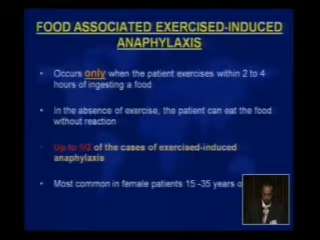 FOOD ASSOCIATED EXERCISED-INDUCED
ANAPHYLAXIS
• Occurs only when the patient exercises within 2 to 4
hours of ingesting a food
• In the absence of exercise, the patient can eat the food
without reaction
• Up to 1/2 of the cases of exercised-induced
anaphylaxis
• Most common in female patients 15 -35 years